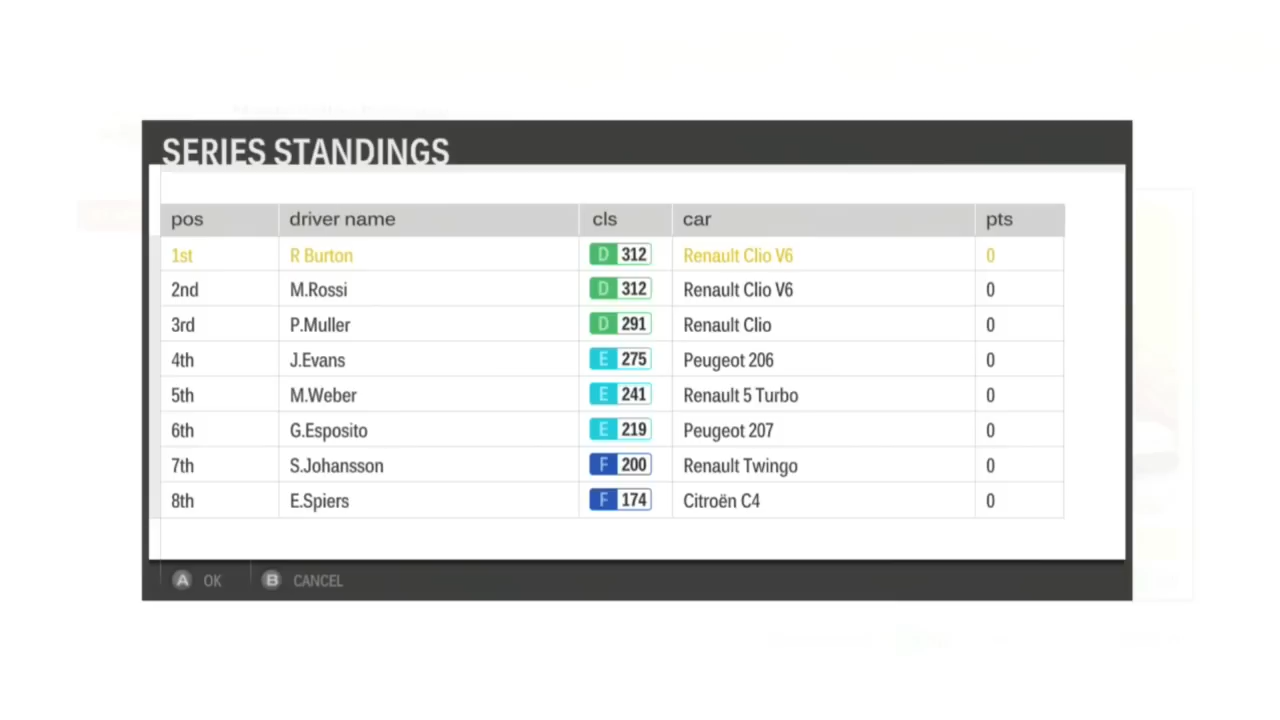 SERIES STANDINGS
pos driver name cls car pts
1st R Burton D 312 Renault Clio V6 0
2nd M.Rossi D 312 Renault Clio V6 0
3rd P.Muller D 291 Renault Clio 0
4th J.Evans E 275 Peugeot 206 0
5th M.Weber E 241 Renault 5 Turbo 0
6th G.Esposito E 219 Peugeot 207 0
7th S.Johansson F 200 Renault Twingo 0
8th E.Spiers F 174 Citroën C4 0
A OK B CANCEL